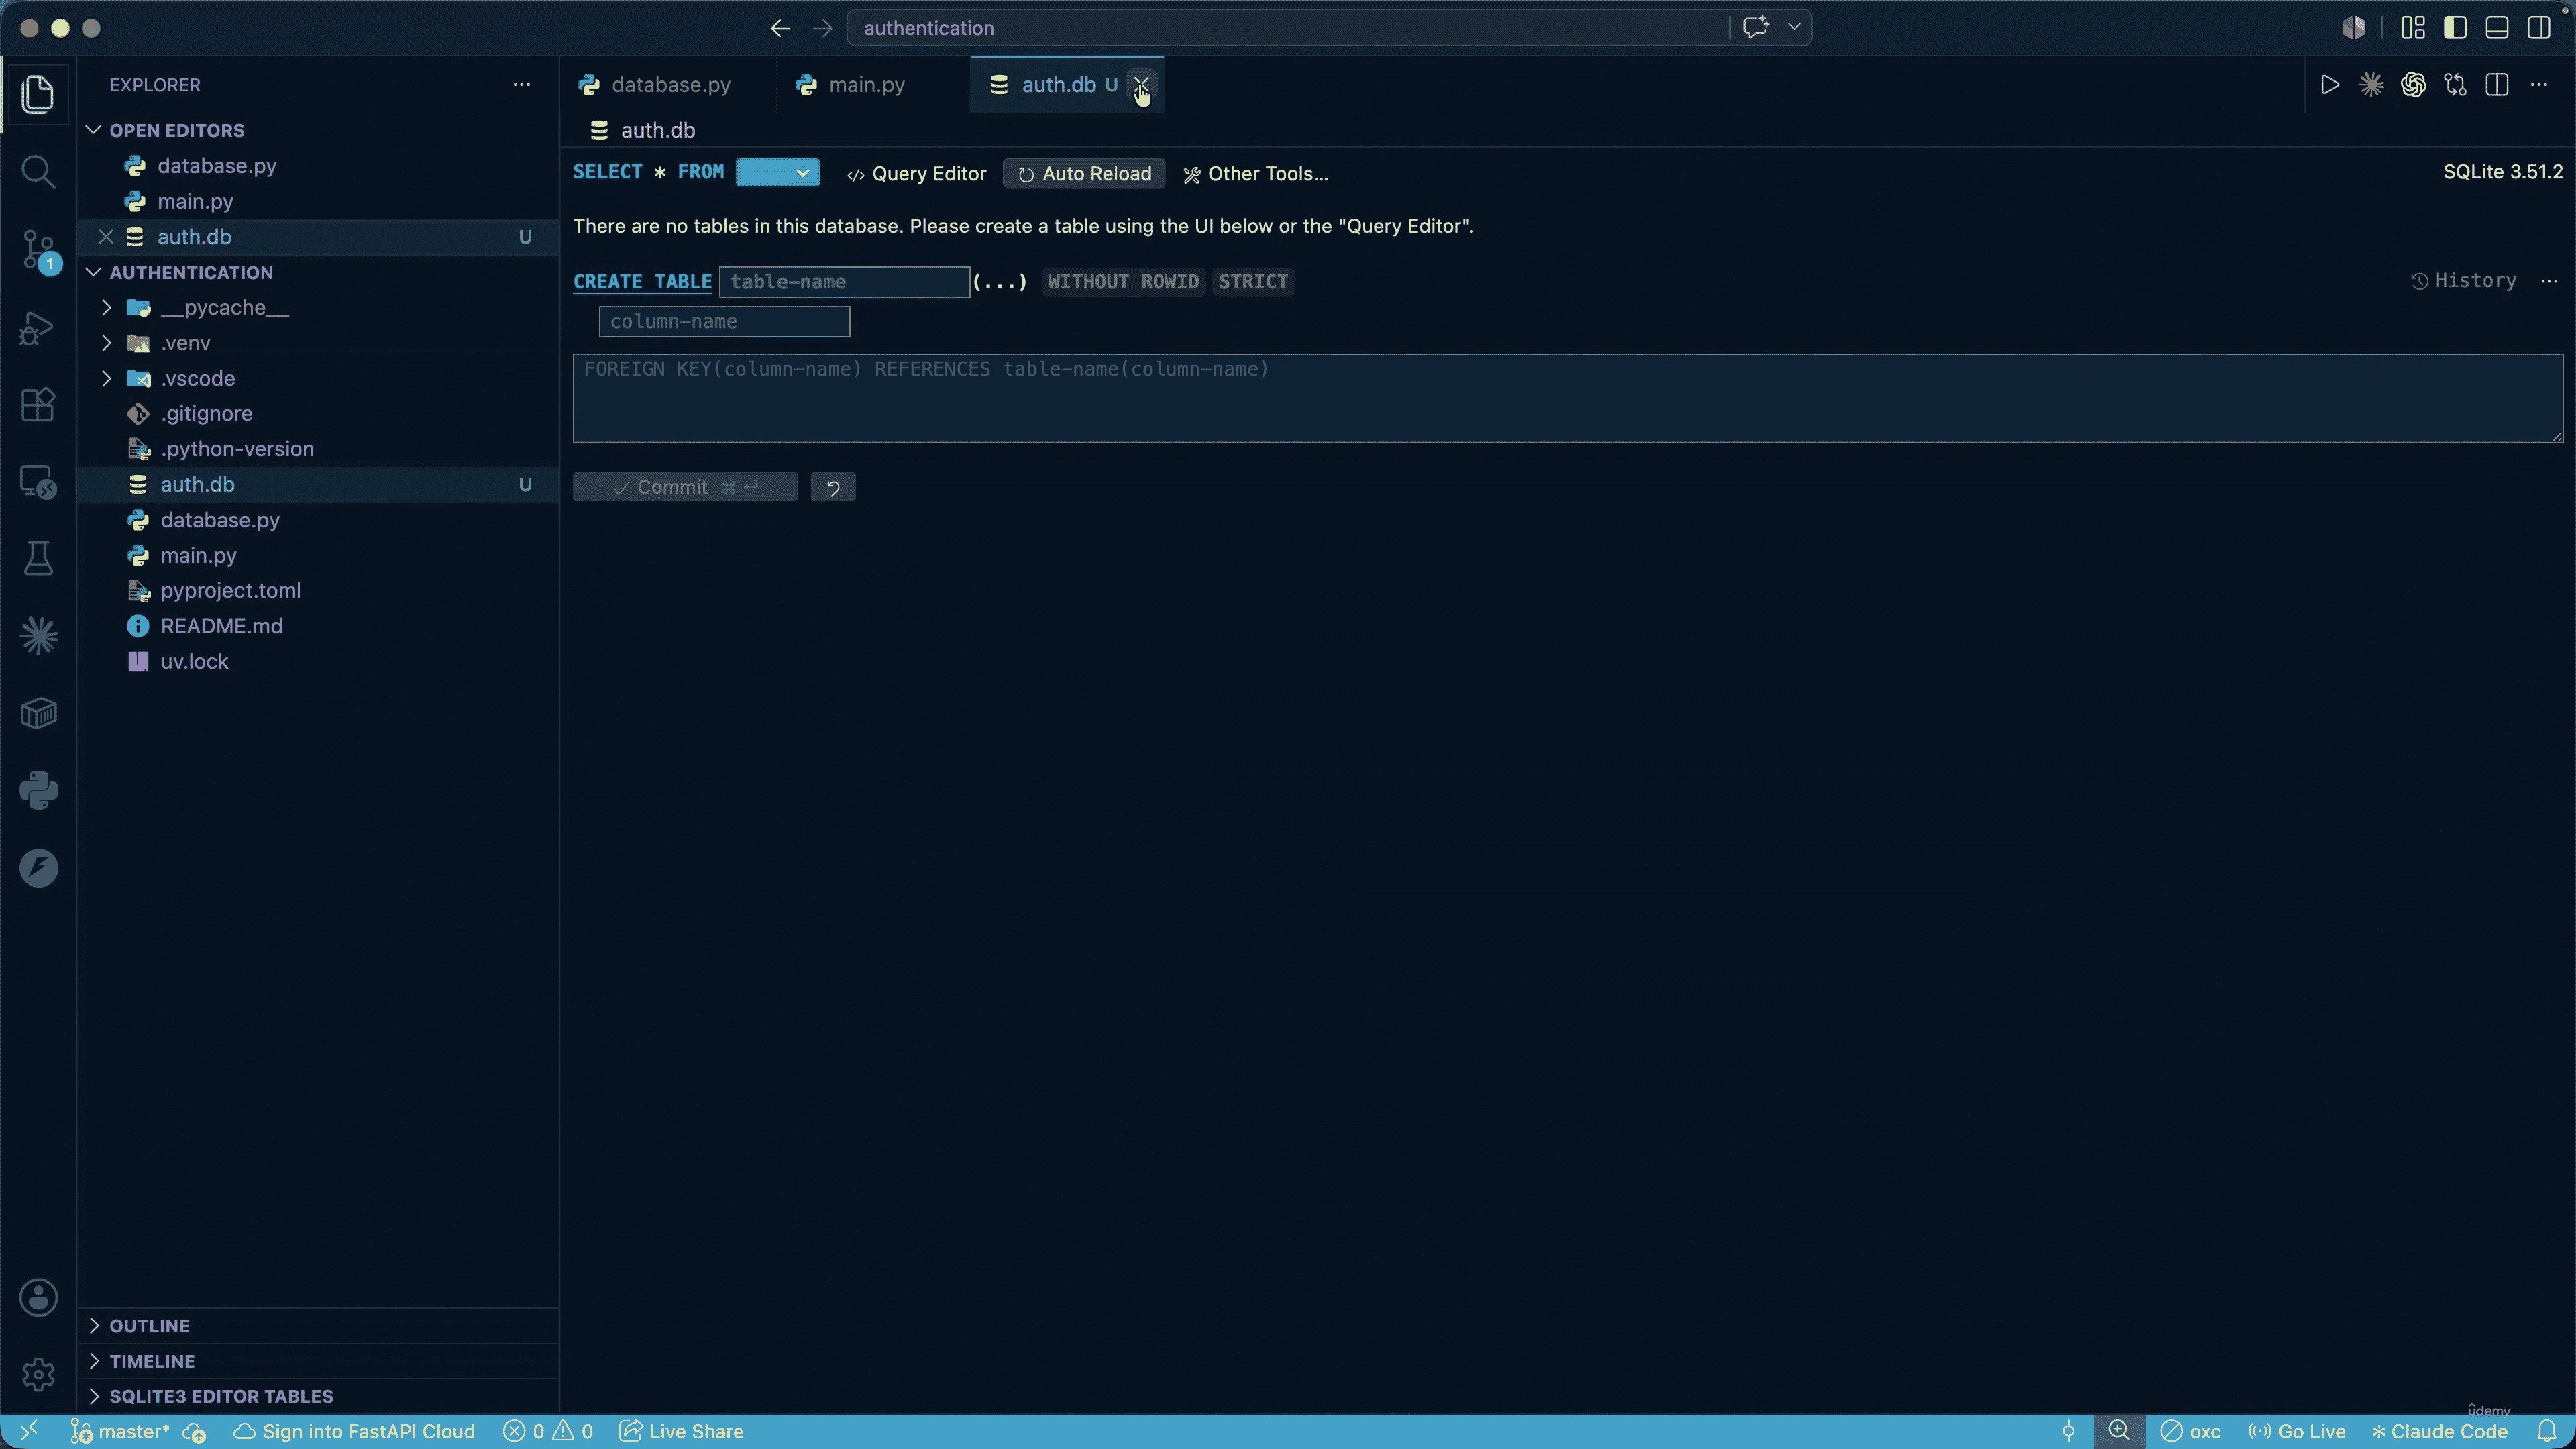 authentication
EXPLORER
OPEN EDITORS
database.py
main.py
auth.db U
AUTHENTICATION
__pycache__
.venv
.vscode
.gitignore
.python-version
auth.db U
database.py
main.py
pyproject.toml
README.md
uv.lock
OUTLINE
TIMELINE
SQLITE3 EDITOR TABLES
database.py main.py auth.db U
auth.db
SELECT * FROM Query Editor Auto Reload Other Tools... SQLite 3.51.2
There are no tables in this database. Please create a table using the UI below or the "Query Editor".
CREATE TABLE table-name (...) WITHOUT ROWID STRICT History
column-name
FOREIGN KEY(column-name) REFERENCES table-name(column-name)
Commit ⌘ ↩
1
udemy
master* Sign into FastAPI Cloud 0 0 Live Share oxc Go Live Claude Code